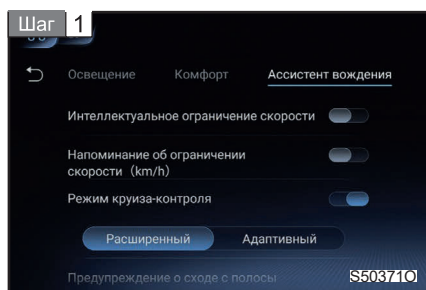 Шаг 1
Освещение Комфорт Ассистент вождения
Интеллектуальное ограничение скорости
Напоминание об ограничении
скорости (km/h)
Режим круиза-контроля
Расширенный Адаптивный
Предупреждение о сходе с полосы
S50371O